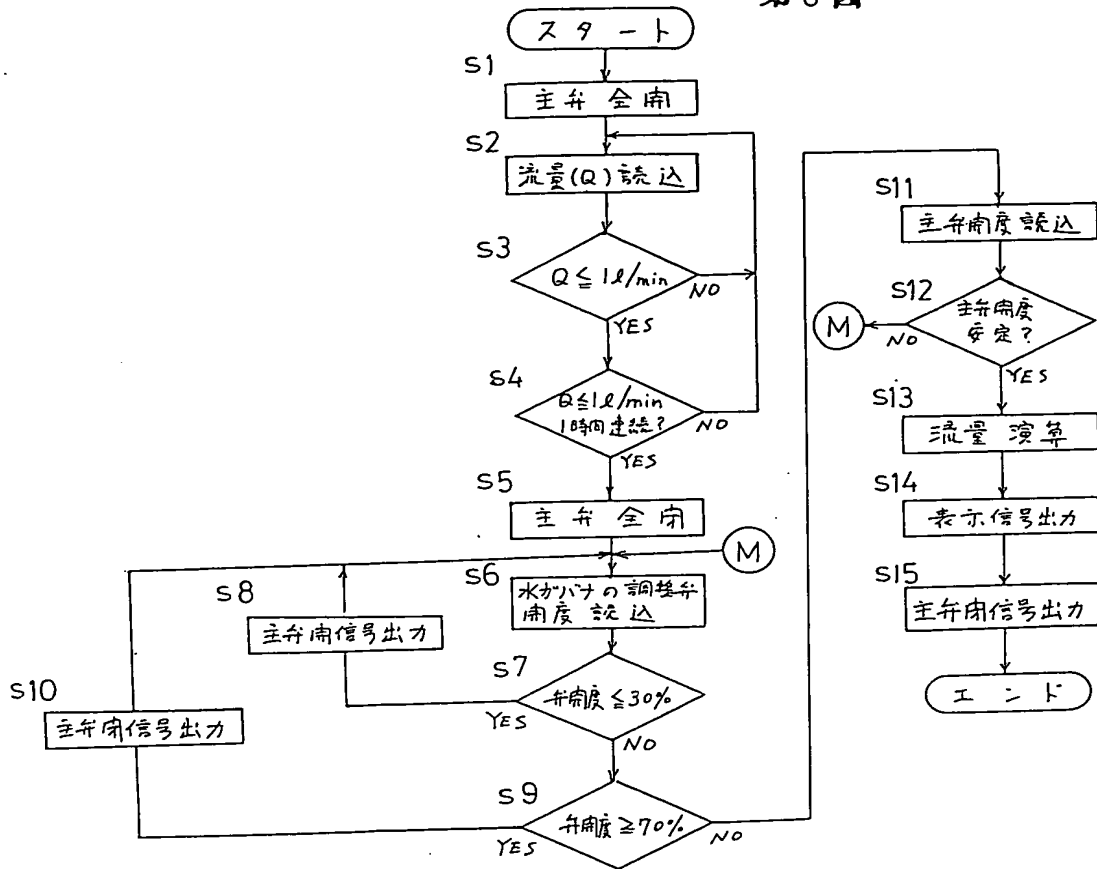 スタート
S1
主弁全開
S2
流量(Q)読込
S3
Q≦1l/min
NO
YES
S4
Q≦1l/min
1時間連続?
NO
YES
S5
主弁全閉
M
S6
水ガバナの調整弁
開度読込
S8
主弁開信号出力
S7
弁開度≦30%
YES
NO
S10
主弁閉信号出力
S9
弁開度≧70%
YES
NO
S11
主弁開度読込
S12
主弁開度
安定?
M
NO
YES
S13
流量演算
S14
表示信号出力
S15
主弁閉信号出力
エンド